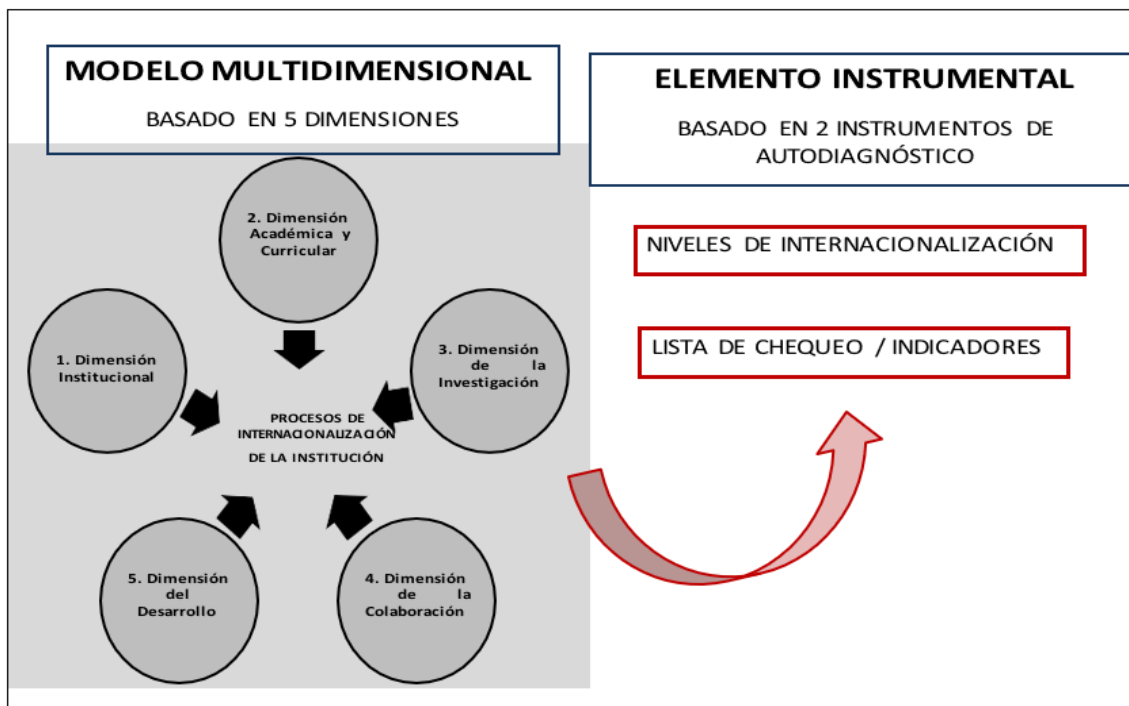 MODELO MULTIDIMENSIONAL
BASADO EN 5 DIMENSIONES
ELEMENTO INSTRUMENTAL
BASADO EN 2 INSTRUMENTOS DE
AUTODIAGNÓSTICO
2. Dimensión
Académica y
Curricular
1. Dimensión
Institucional
3. Dimensión
de la
Investigación
PROCESOS DE
INTERNACIONALIZACIÓN
DE LA INSTITUCIÓN
5. Dimensión
del
Desarrollo
4. Dimensión
de la
Colaboración
NIVELES DE INTERNACIONALIZACIÓN
LISTA DE CHEQUEO / INDICADORES